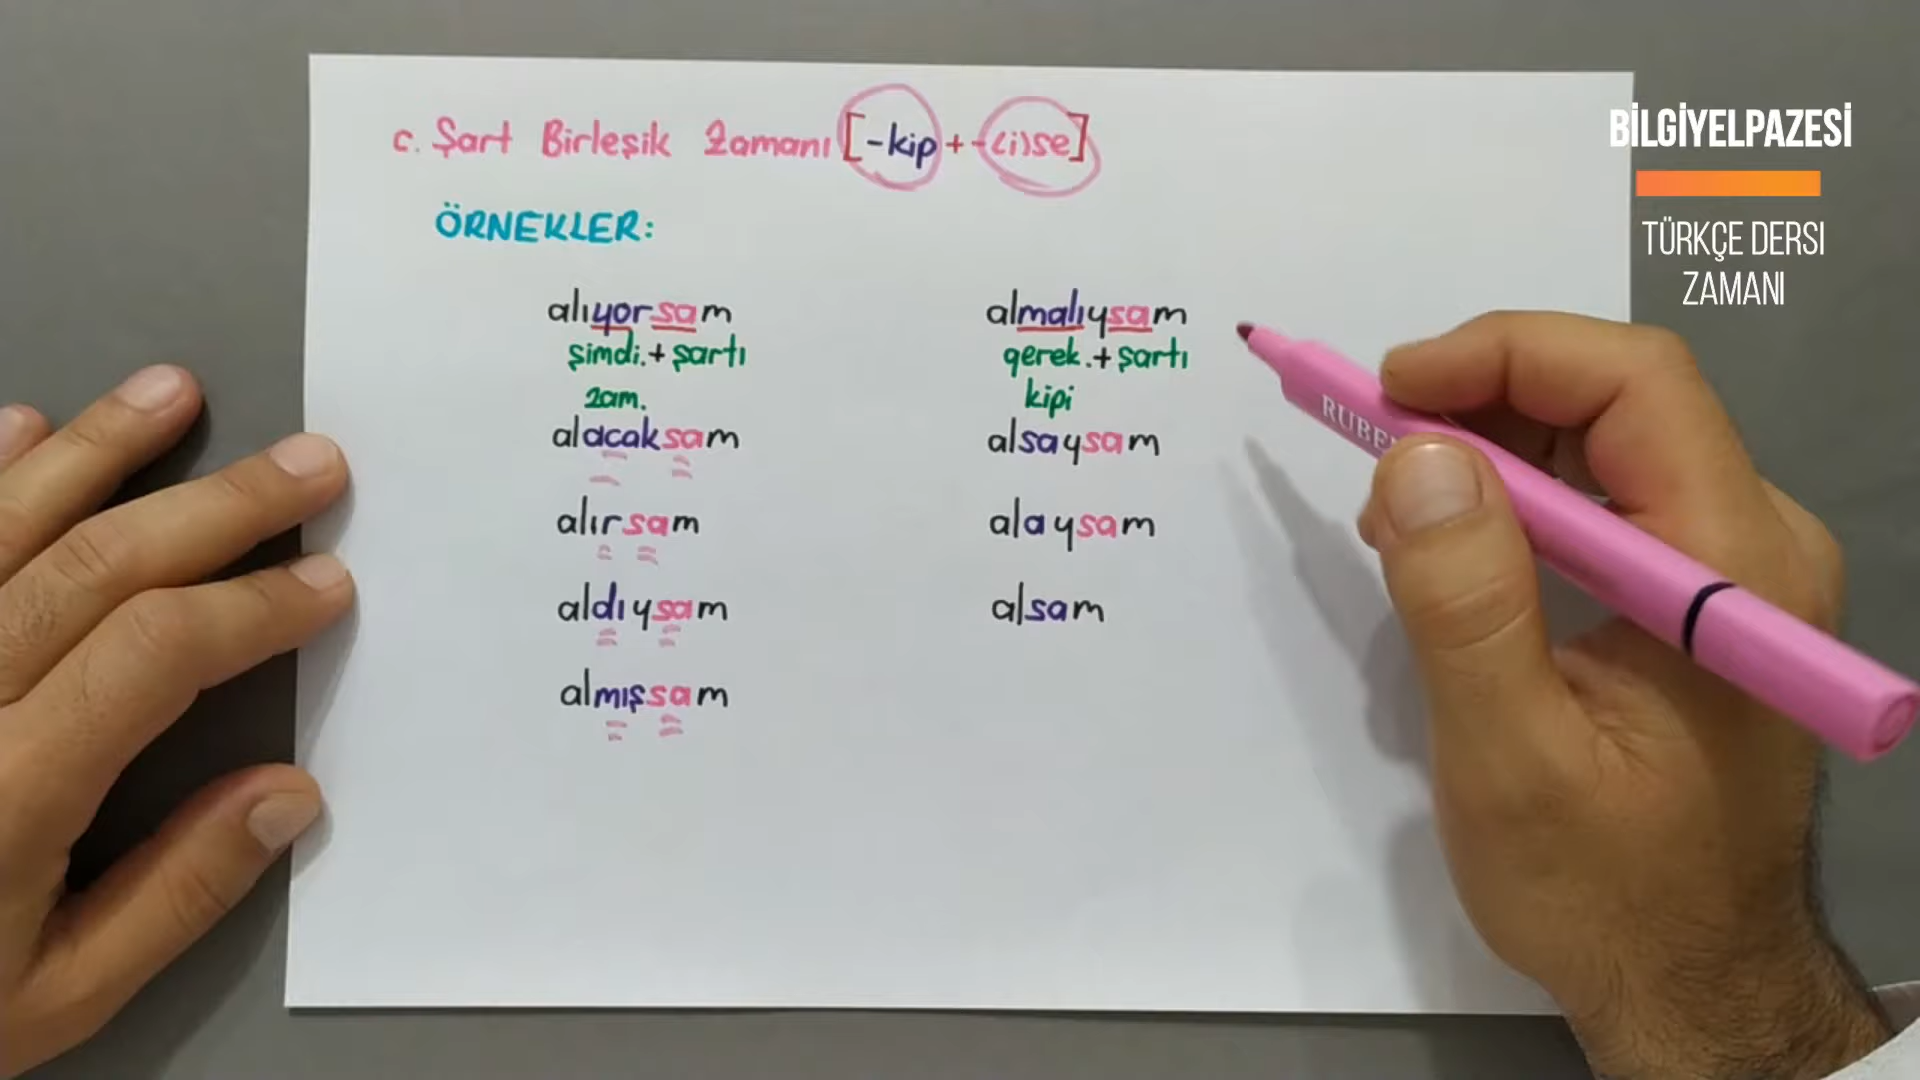 c. Şart Birleşik Zamanı [-kip + -(i)se]
ÖRNEKLER:
alıyorsam
şimdi. + şartı
zam.
alacaksam
alırsam
aldıysam
almışsam
almalıysam
gerek. + şartı
kipi
alsaysam
alaysam
alsam
BİLGİYELPAZESİ
TÜRKÇE DERSI
ZAMANI